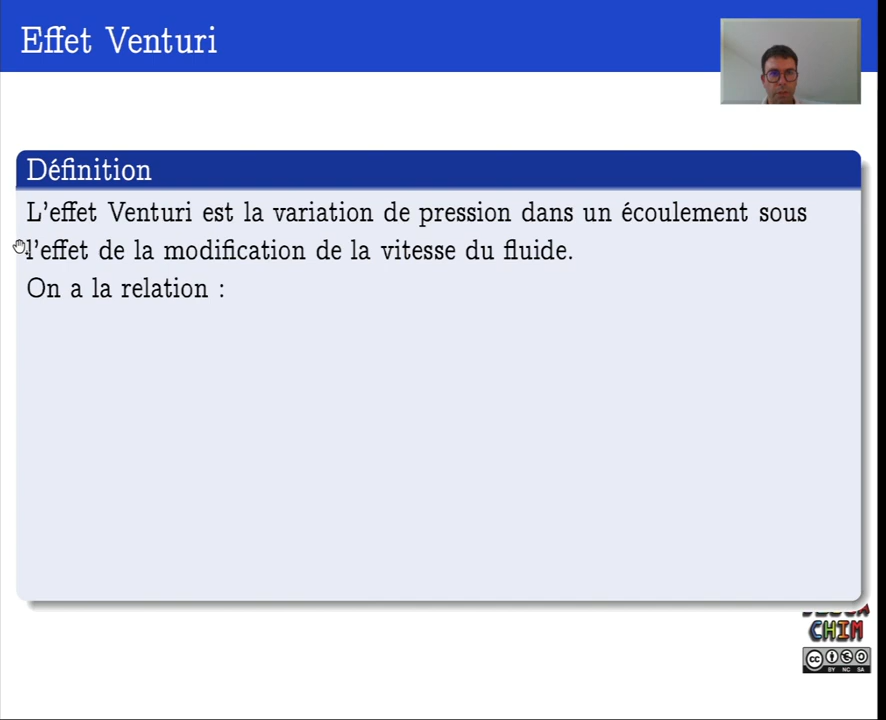 Effet Venturi
Définition
L'effet Venturi est la variation de pression dans un écoulement sous
l'effet de la modification de la vitesse du fluide.
On a la relation :
CHIM
cc
BY NC SA